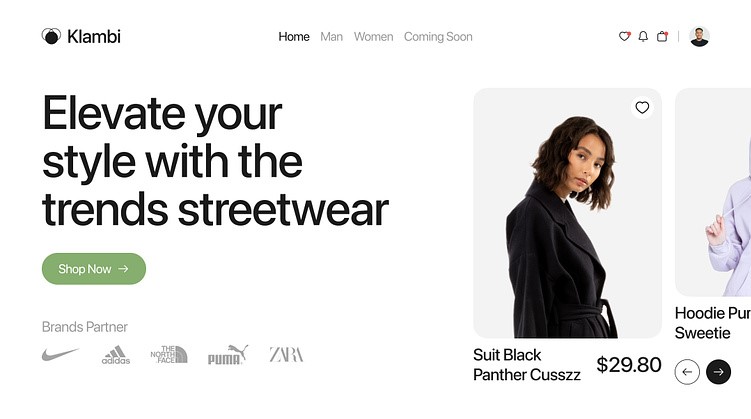 Klambi
Home Man Women Coming Soon
Elevate your
style with the
trends streetwear
Shop Now
Brands Partner
adidas
THE
NORTH
FACE
PUMA
ZARA
Suit Black
Panther Cusszz
$29.80
Hoodie Pur
Sweetie